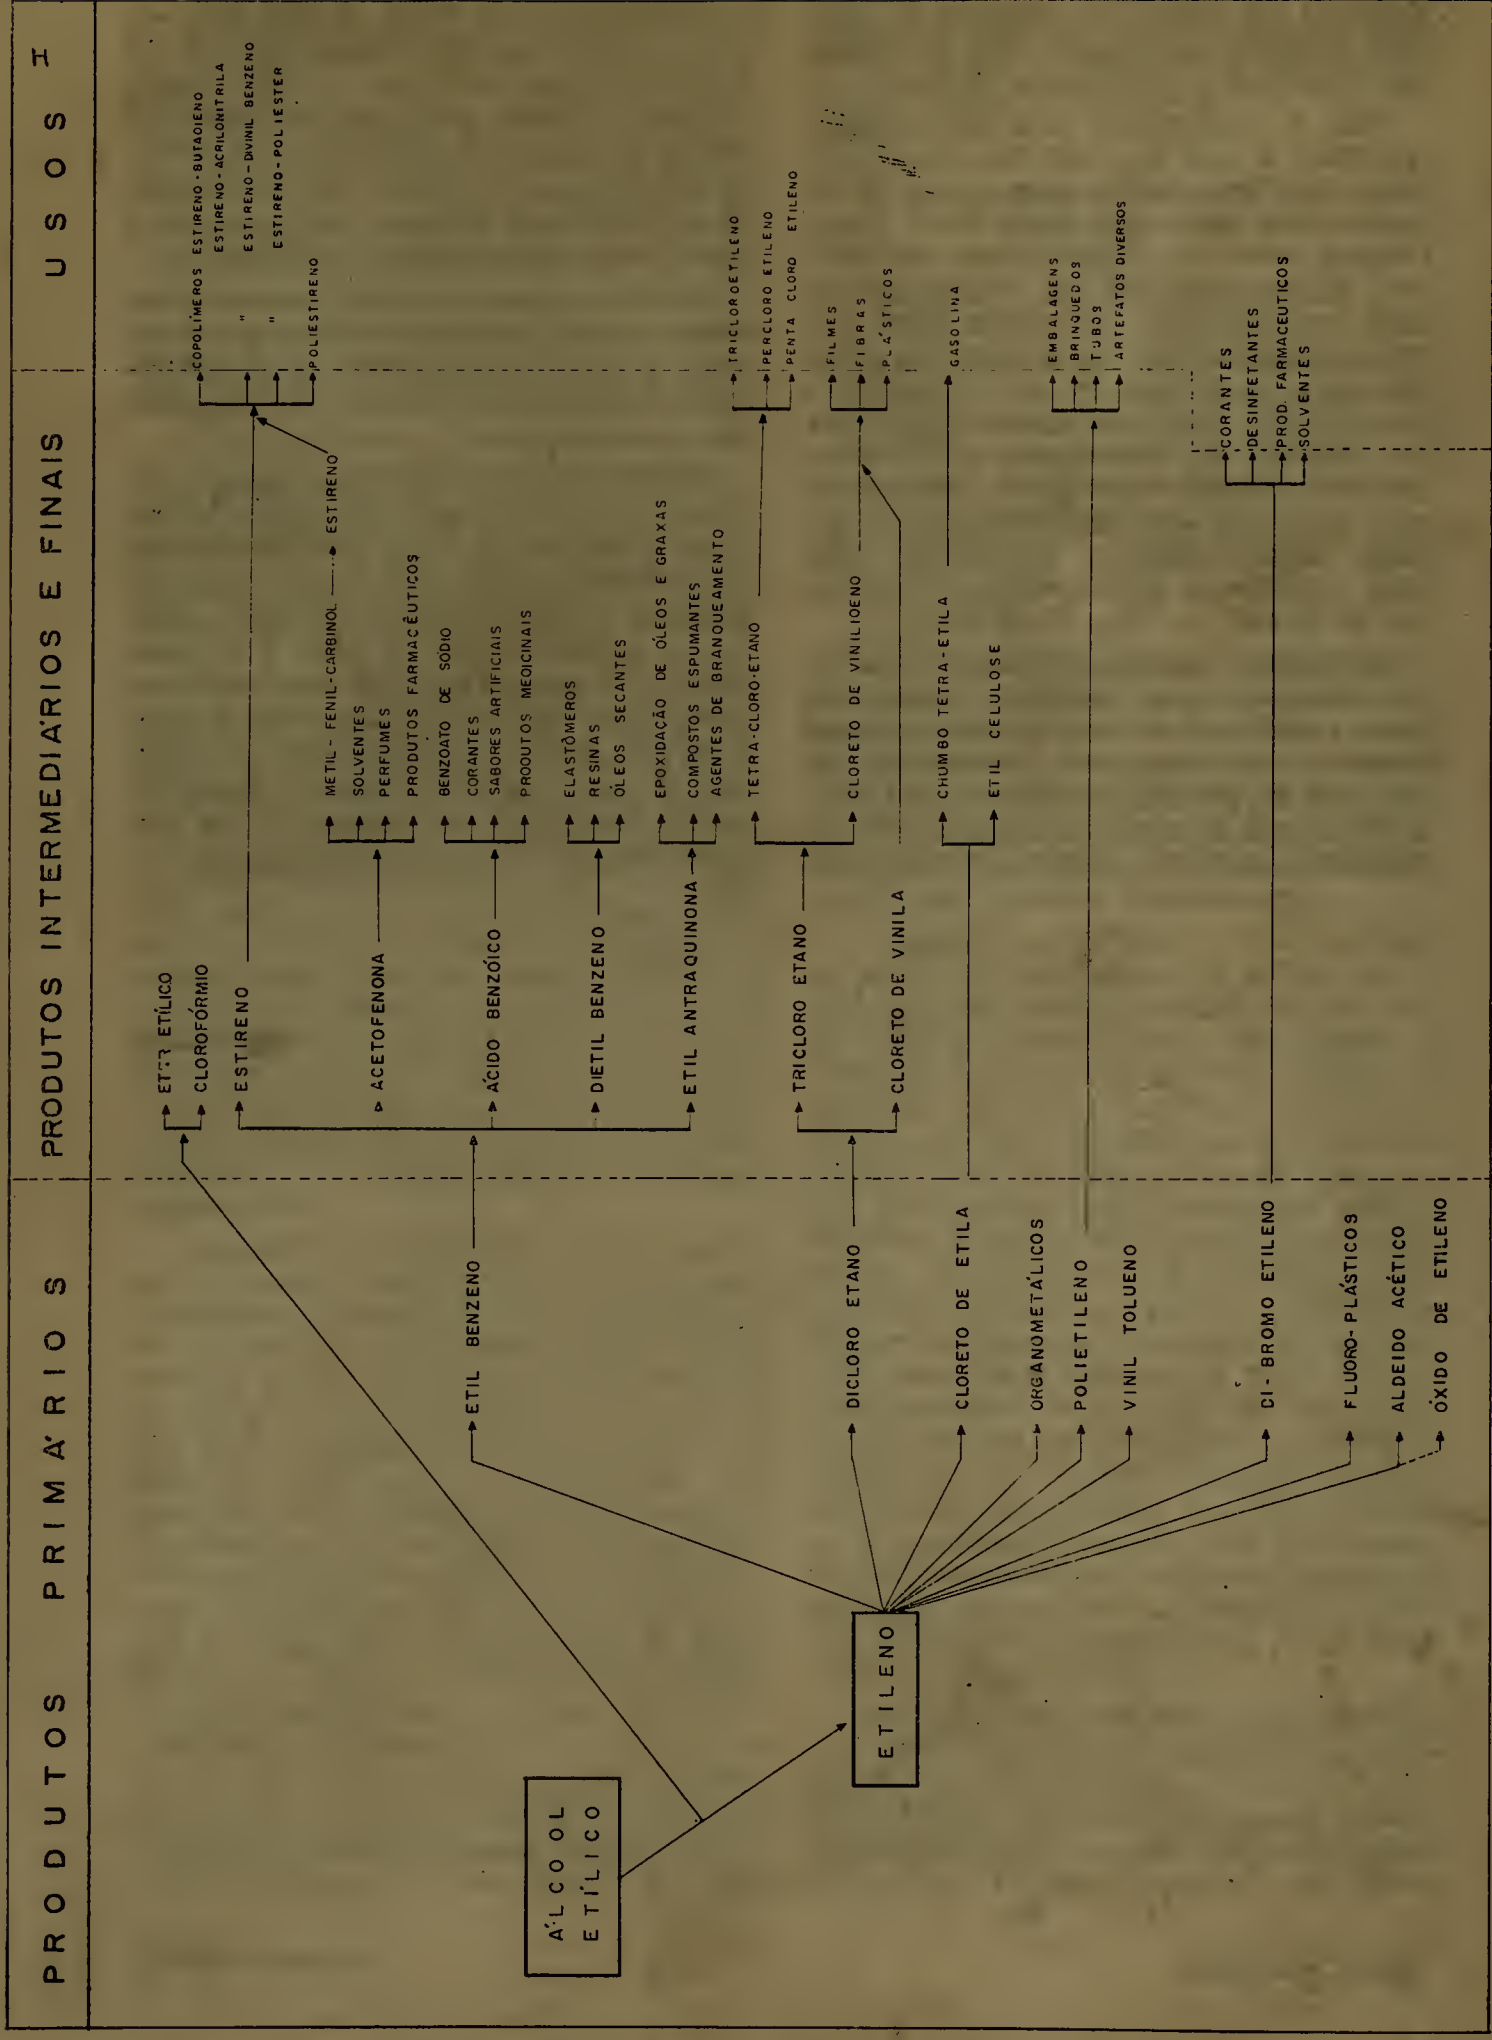 PRODUTOS PRIMÁRIOS
PRODUTOS INTERMEDIÁRIOS E FINAIS
USOS I
ÁLCOOL
ETÍLICO
ETILENO
ETIL BENZENO
DICLORO ETANO
CLORETO DE ETILA
ORGANOMETÁLICOS
POLIETILENO
VINIL TOLUENO
DI-BROMO ETILENO
FLUORO-PLÁSTICOS
ALDEIDO ACÉTICO
ÓXIDO DE ETILENO
ETÍLICO
CLOROFÓRMIO
ESTIRENO
ACETOFENONA
ÁCIDO BENZÓICO
DIETIL BENZENO
ETIL ANTRAQUINONA
TRICLORO ETANO
CLORETO DE VINILA
METIL-FENIL-CARBINOL ESTIRENO
SOLVENTES
PERFUMES
PRODUTOS FARMACÊUTICOS
BENZOATO DE SÓDIO
CORANTES
SABORES ARTIFICIAIS
PRODUTOS MEDICINAIS
ELASTÔMEROS
RESINAS
ÓLEOS SECANTES
EPOXIDAÇÃO DE ÓLEOS E GRAXAS
COMPOSTOS ESPUMANTES
AGENTES DE BRANQUEAMENTO
TETRA-CLORO-ETANO
CLORETO DE VINILIDENO
CHUMBO TETRA-ETILA
ETIL CELULOSE
COPOLÍMEROS ESTIRENO-BUTADIENO
ESTIRENO-ACRILONITRILA
" ESTIRENO-DIVINIL BENZENO
" ESTIRENO-POLIESTER
POLIESTIRENO
TRICLOROETILENO
PERCLORO ETILENO
PENTA CLORO ETILENO
FILMES
FIBRAS
PLÁSTICOS
GASOLINA
EMBALAGENS
BRINQUEDOS
TUBOS
ARTEFATOS DIVERSOS
CORANTES
DESINFETANTES
PROD. FARMACEUTICOS
SOLVENTES